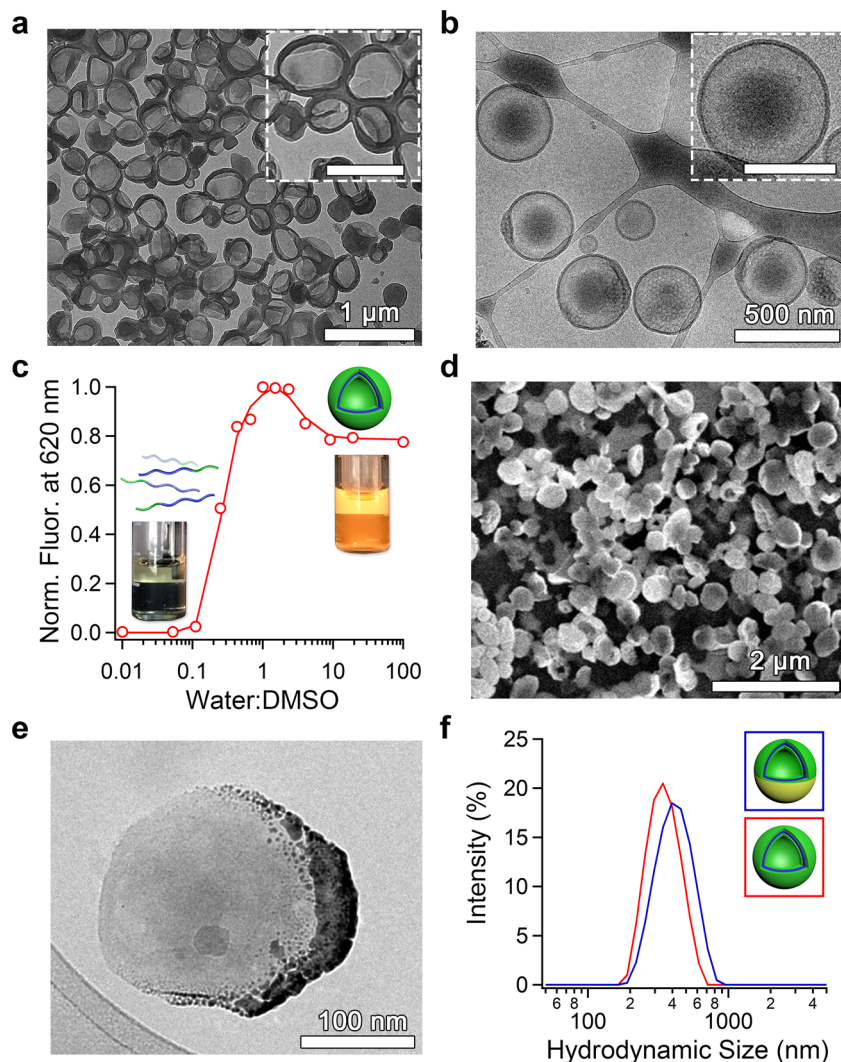 a
1 µm
b
500 nm
c
Norm. Fluor. at 620 nm
1.0
0.8
0.6
0.4
0.2
0.0
0.01
0.1
1
10
100
Water:DMSO
d
2 µm
e
100 nm
f
Intensity (%)
25
20
15
10
5
0
6 8
100
2
4
6 8
1000
2
4
Hydrodynamic Size (nm)